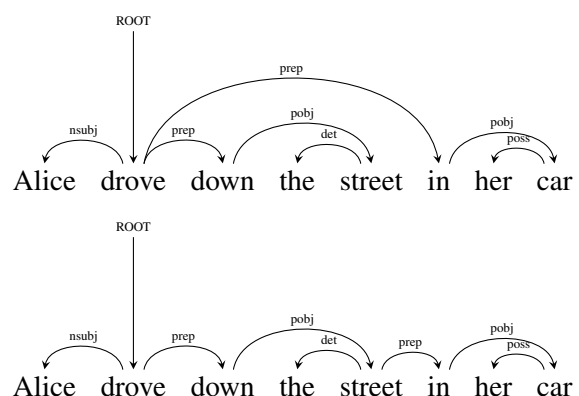 ROOT
prep
nsubj prep pobj det pobj poss
Alice drove down the street in her car
ROOT
nsubj prep pobj det prep pobj poss
Alice drove down the street in her car